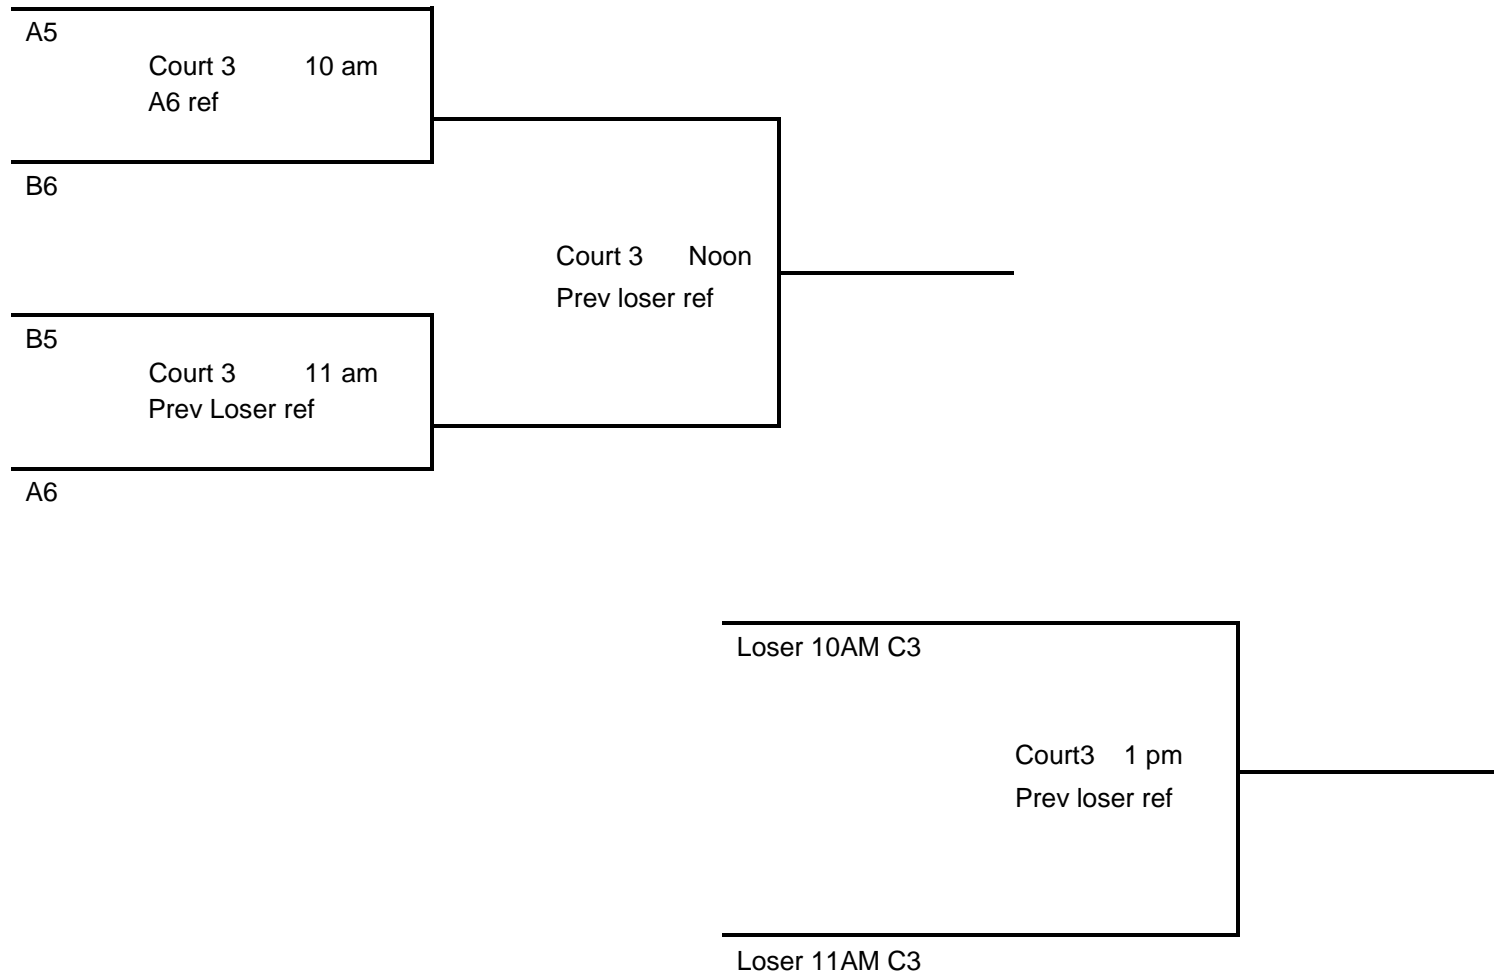 A5
Court 3 10 am
A6 ref
B6
Court 3 Noon
Prev loser ref
B5
Court 3 11 am
Prev Loser ref
A6
Loser 10AM C3
Court3 1 pm
Prev loser ref
Loser 11AM C3